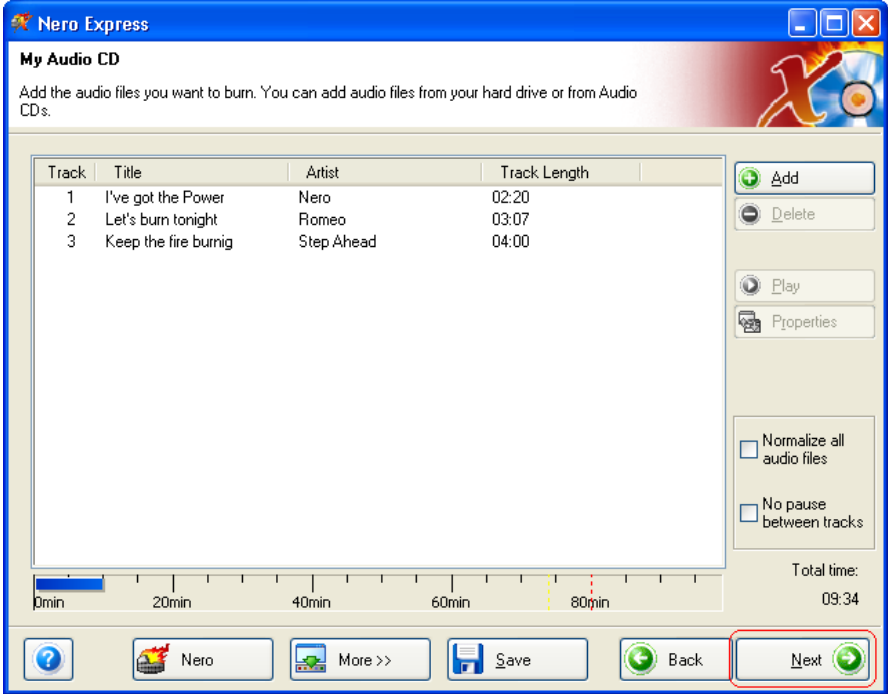 Nero Express
My Audio CD
Add the audio files you want to burn. You can add audio files from your hard drive or from Audio
CDs.
Track Title Artist Track Length
1 I've got the Power Nero 02:20
2 Let's burn tonight Romeo 03:07
3 Keep the fire burnig Step Ahead 04:00
Add
Delete
Play
Properties
Normalize all
audio files
No pause
between tracks
Total time:
09:34
0min 20min 40min 60min 80min
Nero More >> Save Back Next